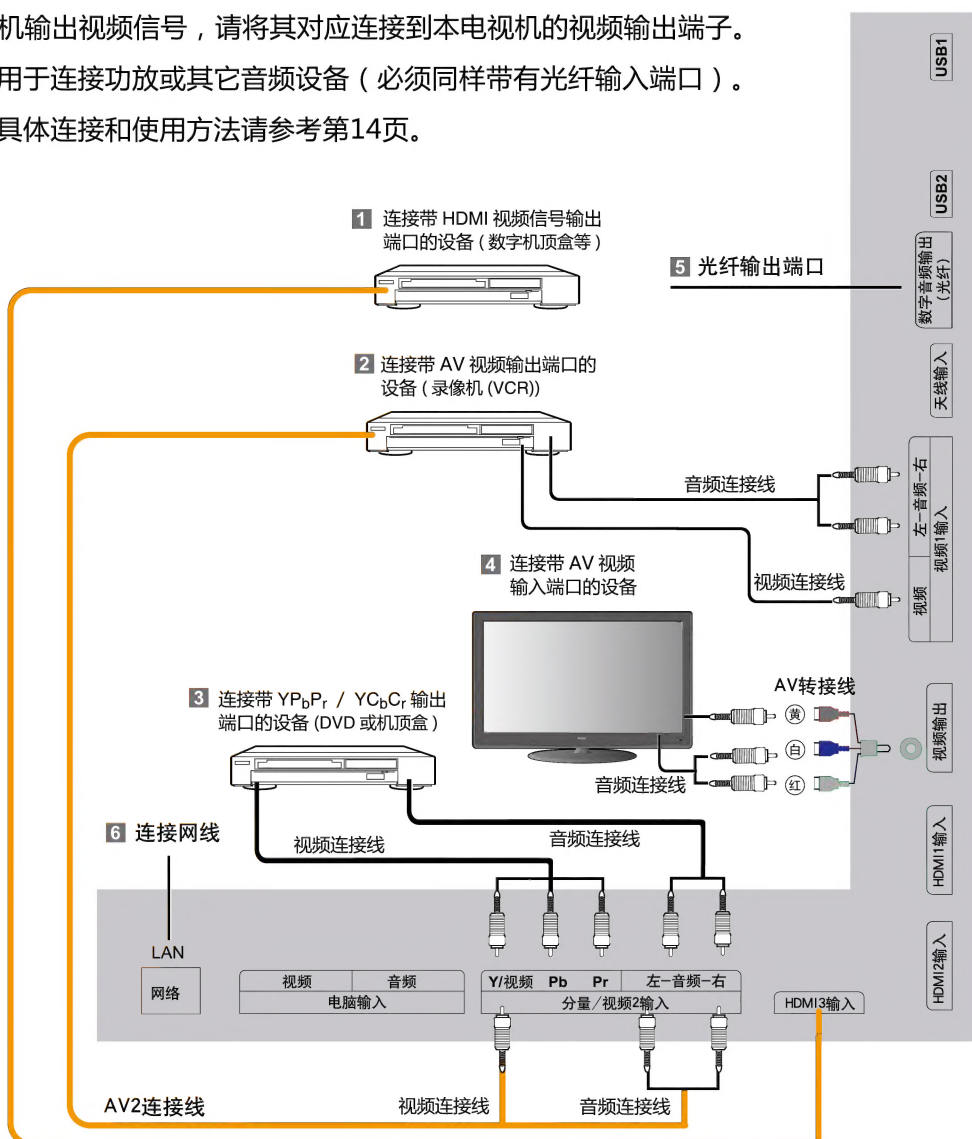 机输出视频信号，请将其对应连接到本电视机的视频输出端子。
用于连接功放或其它音频设备（必须同样带有光纤输入端口）。
具体连接和使用方法请参考第14页。
USB1
USB2
数字音频输出
（光纤）
天线输入
左－音频－右
视频
视频1输入
视频输出
HDMI1输入
HDMI2输入
1 连接带 HDMI 视频信号输出
端口的设备（数字机顶盒等）
5 光纤输出端口
2 连接带 AV 视频输出端口的
设备（录像机 (VCR)）
音频连接线
视频连接线
4 连接带 AV 视频
输入端口的设备
AV转接线
黄
白
红
音频连接线
3 连接带 YPbPr / YCbCr 输出
端口的设备 (DVD 或机顶盒）
视频连接线
音频连接线
6 连接网线
LAN
网络
视频 音频
电脑输入
Y/视频 Pb Pr 左－音频－右
分量／视频2输入
HDMI3输入
AV2连接线
视频连接线
音频连接线